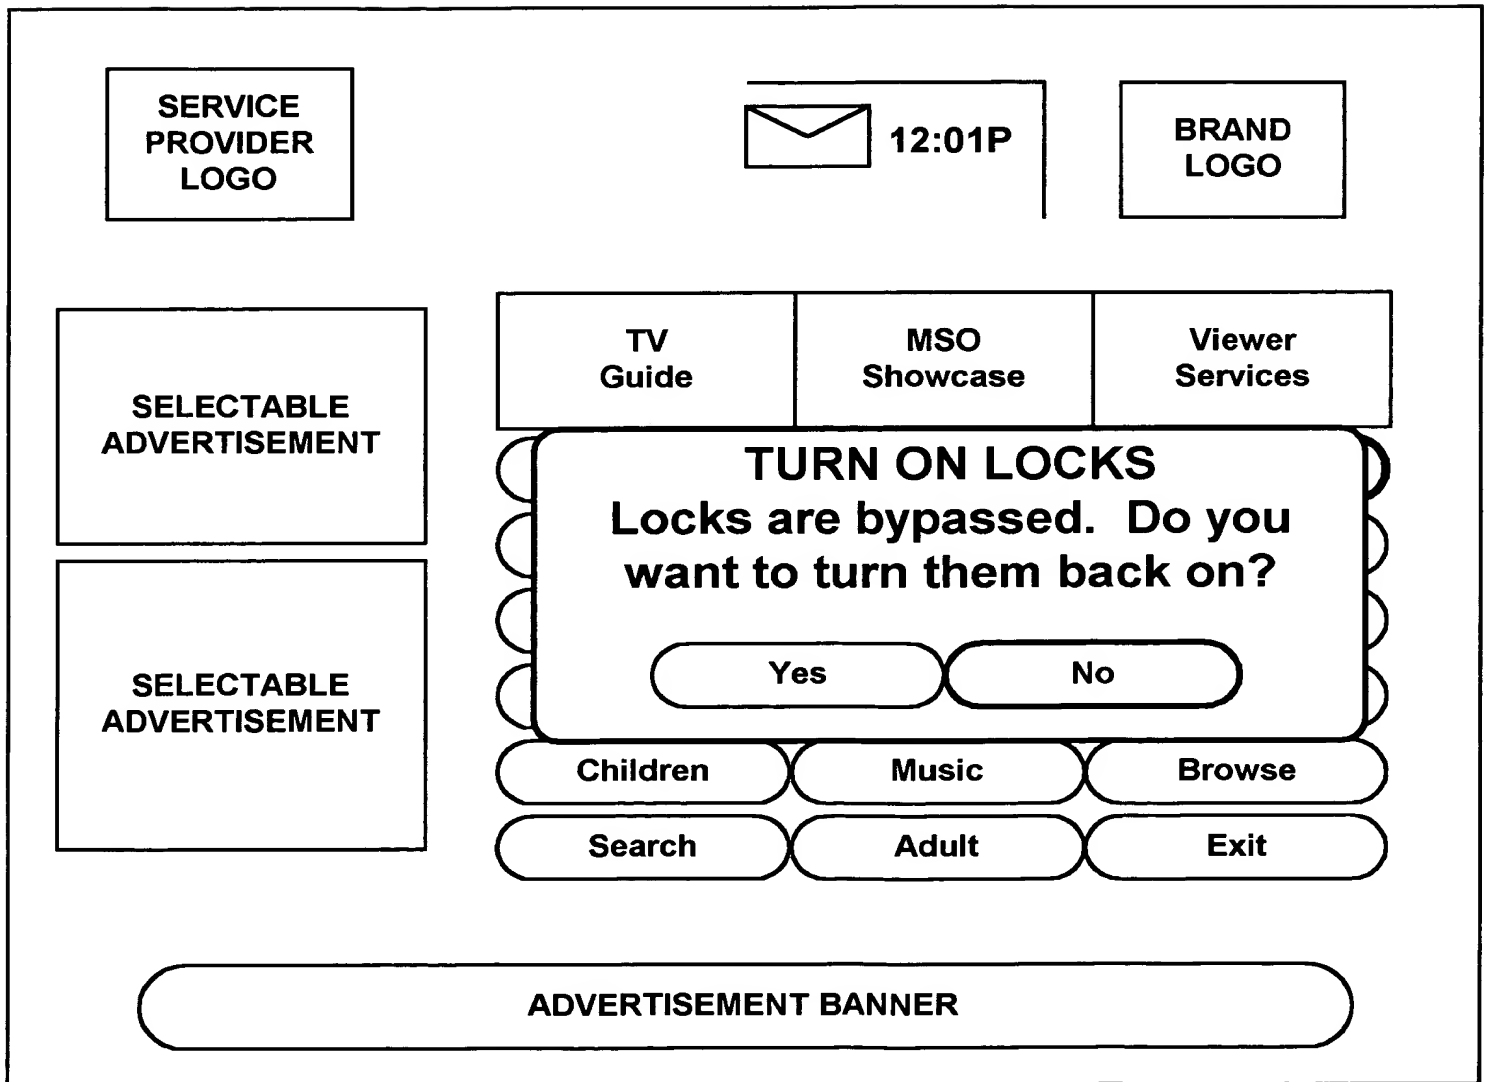 SERVICE
PROVIDER
LOGO
12:01P
BRAND
LOGO
SELECTABLE
ADVERTISEMENT
SELECTABLE
ADVERTISEMENT
TV
Guide
MSO
Showcase
Viewer
Services
TURN ON LOCKS
Locks are bypassed. Do you
want to turn them back on?
Yes
No
Children
Music
Browse
Search
Adult
Exit
ADVERTISEMENT BANNER